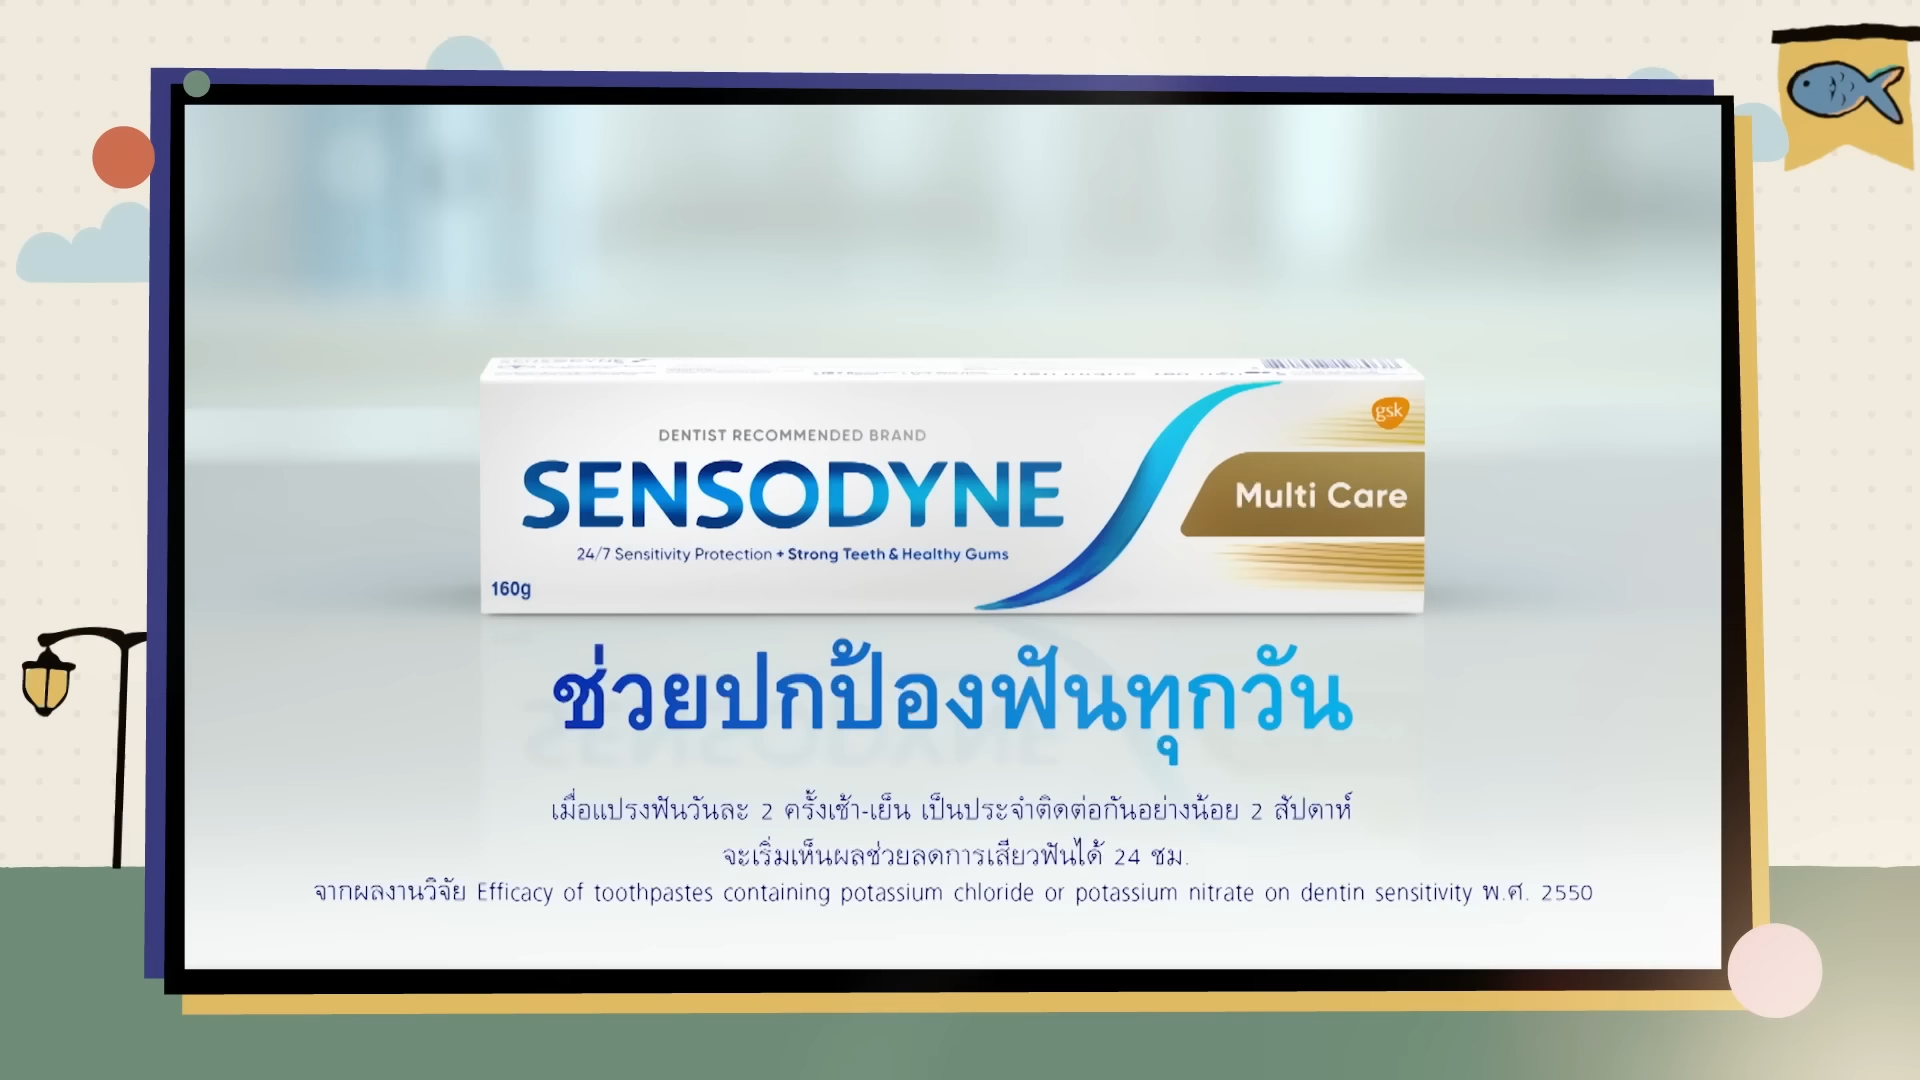 gsk
DENTIST RECOMMENDED BRAND
SENSODYNE
Multi Care
24/7 Sensitivity Protection + Strong Teeth & Healthy Gums
160g
ช่วยปกป้องฟันทุกวัน
เมื่อแปรงฟันวันละ 2 ครั้งเช้า-เย็น เป็นประจำติดต่อกันอย่างน้อย 2 สัปดาห์
จะเริ่มเห็นผลช่วยลดการเสียวฟันได้ 24 ชม.
จากผลงานวิจัย Efficacy of toothpastes containing potassium chloride or potassium nitrate on dentin sensitivity พ.ศ. 2550